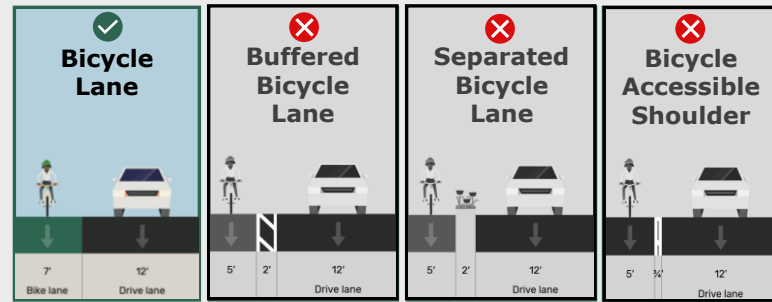 Bicycle
Lane
7'
12'
Bike lane
Drive lane
Buffered
Bicycle
Lane
5'
2'
12'
Drive lane
Separated
Bicycle
Lane
5'
2'
12'
Drive lane
Bicycle
Accessible
Shoulder
5'
¾'
12'
Drive lane